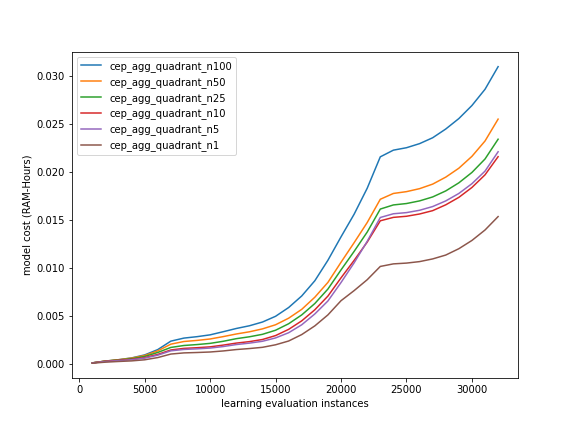 cep_agg_quadrant_n100
cep_agg_quadrant_n50
cep_agg_quadrant_n25
cep_agg_quadrant_n10
cep_agg_quadrant_n5
cep_agg_quadrant_n1
model cost (RAM-Hours)
0.030
0.025
0.020
0.015
0.010
0.005
0.000
0 5000 10000 15000 20000 25000 30000
learning evaluation instances